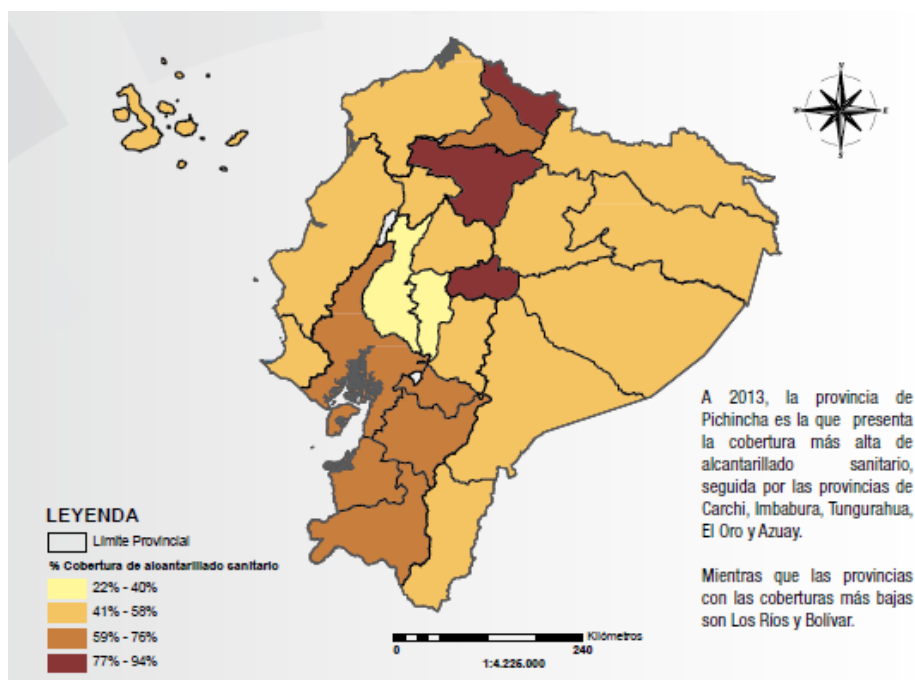 N
W
E
S
A 2013, la provincia de
Pichincha es la que presenta
la cobertura más alta de
alcantarillado sanitario,
seguida por las provincias de
Carchi, Imbabura, Tungurahua,
El Oro y Azuay.
Mientras que las provincias
con las coberturas más bajas
son Los Ríos y Bolívar.
LEYENDA
Límite Provincial
% Cobertura de alcantarillado sanitario
22% - 40%
41% - 58%
59% - 76%
77% - 94%
Kilómetros
0 240
1:4.226.000